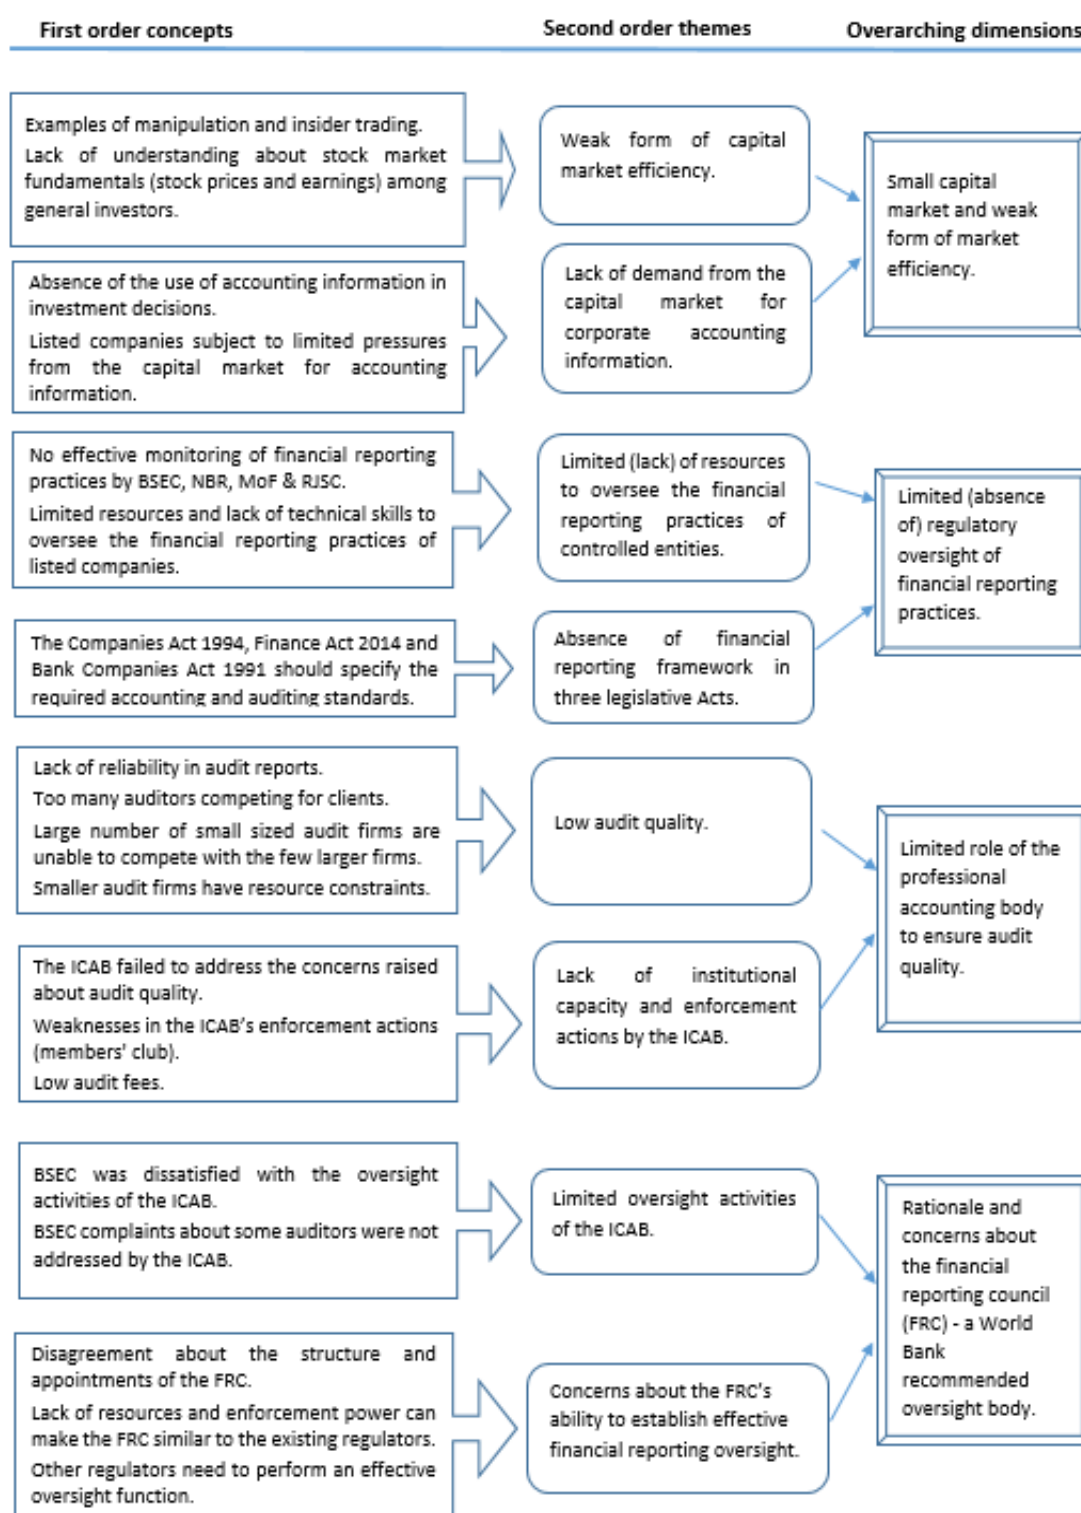 First order concepts
Second order themes
Overarching dimensions
Examples of manipulation and insider trading.
Lack of understanding about stock market
fundamentals (stock prices and earnings) among
general investors.
Weak form of capital
market efficiency.
Small capital
market and weak
form of market
efficiency.
Absence of the use of accounting information in
investment decisions.
Listed companies subject to limited pressures
from the capital market for accounting
information.
Lack of demand from the
capital market for
corporate accounting
information.
No effective monitoring of financial reporting
practices by BSEC, NBR, MoF & RJSC.
Limited resources and lack of technical skills to
oversee the financial reporting practices of
listed companies.
Limited (lack) of resources
to oversee the financial
reporting practices of
controlled entities.
Limited (absence
of) regulatory
oversight of
financial reporting
practices.
The Companies Act 1994, Finance Act 2014 and
Bank Companies Act 1991 should specify the
required accounting and auditing standards.
Absence of financial
reporting framework in
three legislative Acts.
Lack of reliability in audit reports.
Too many auditors competing for clients.
Large number of small sized audit firms are
unable to compete with the few larger firms.
Smaller audit firms have resource constraints.
Low audit quality.
Limited role of the
professional
accounting body
to ensure audit
quality.
The ICAB failed to address the concerns raised
about audit quality.
Weaknesses in the ICAB's enforcement actions
(members' club).
Low audit fees.
Lack of institutional
capacity and enforcement
actions by the ICAB.
BSEC was dissatisfied with the oversight
activities of the ICAB.
BSEC complaints about some auditors were not
addressed by the ICAB.
Limited oversight activities
of the ICAB.
Rationale and
concerns about
the financial
reporting council
(FRC) - a World
Bank
recommended
oversight body.
Disagreement about the structure and
appointments of the FRC.
Lack of resources and enforcement power can
make the FRC similar to the existing regulators.
Other regulators need to perform an effective
oversight function.
Concerns about the FRC's
ability to establish effective
financial reporting oversight.